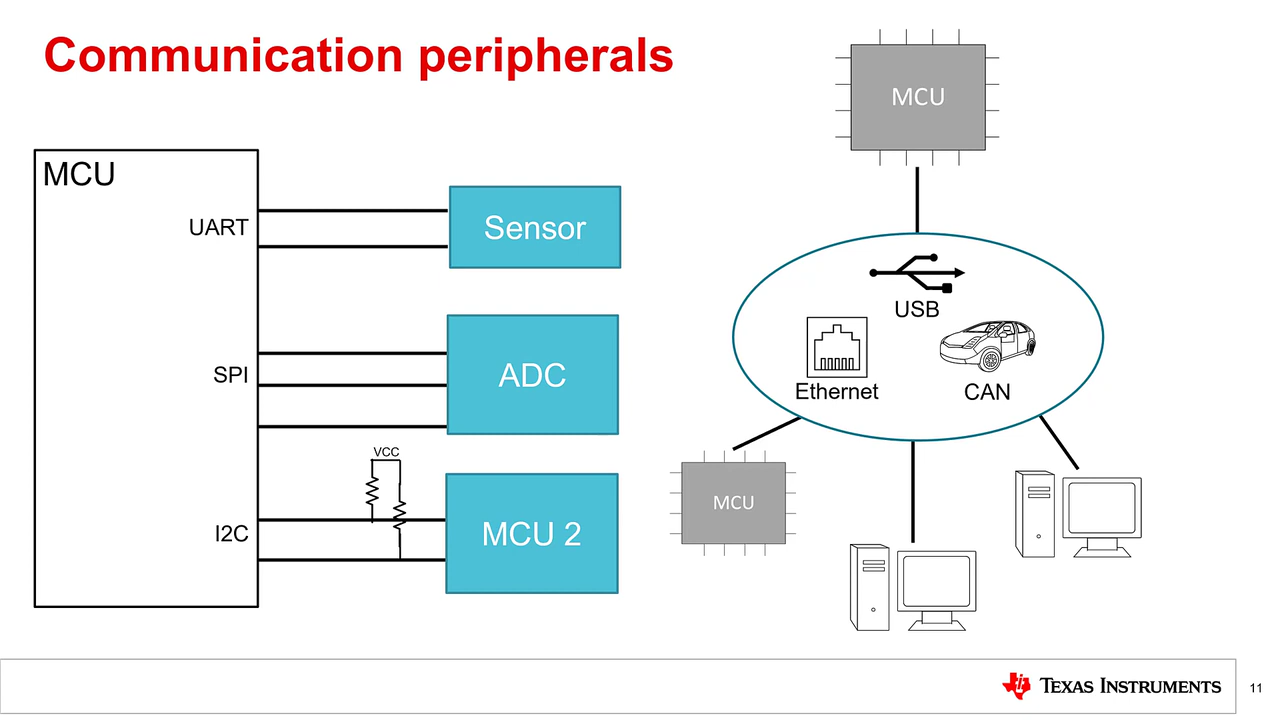 Communication peripherals
MCU
UART
Sensor
SPI
ADC
VCC
I2C
MCU 2
MCU
USB
Ethernet
CAN
MCU
Texas Instruments
11